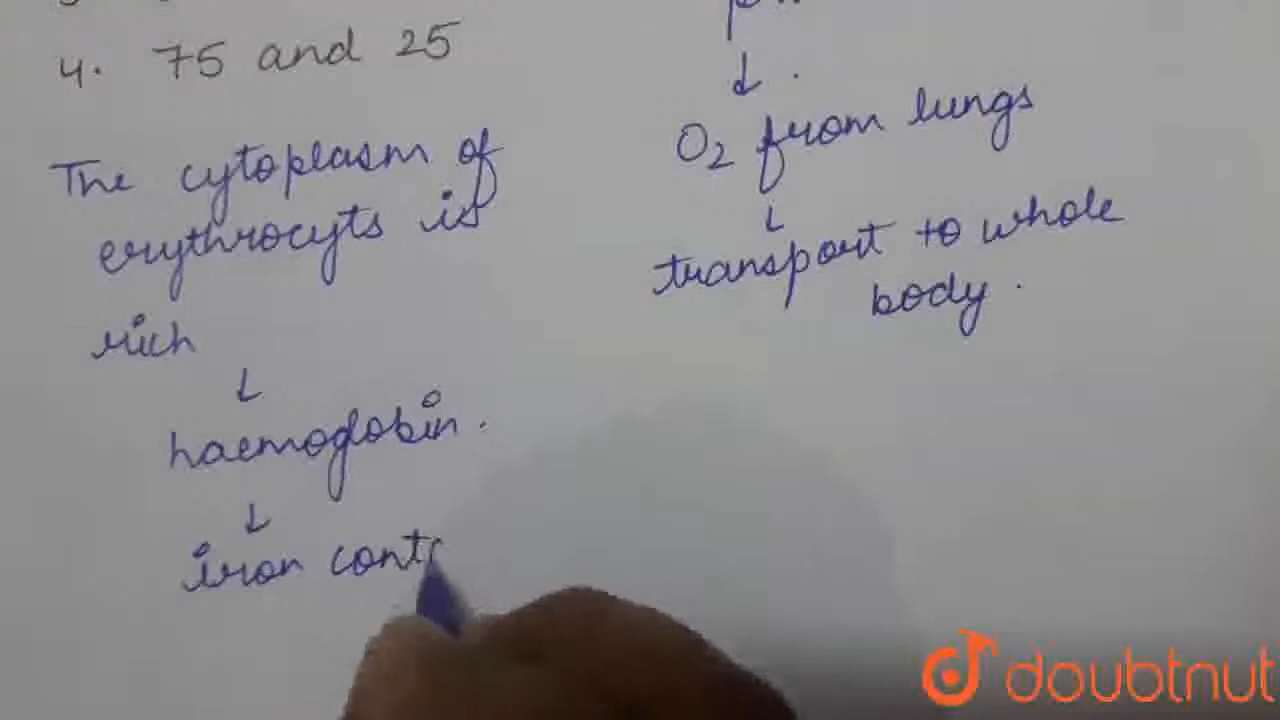 4. 75 and 25
The cytoplasm of
erythrocyts is
rich
↓
haemoglobin.
↓
iron cont
↓
O2 from lungs
↓
transport to whole
body.
doubtnut